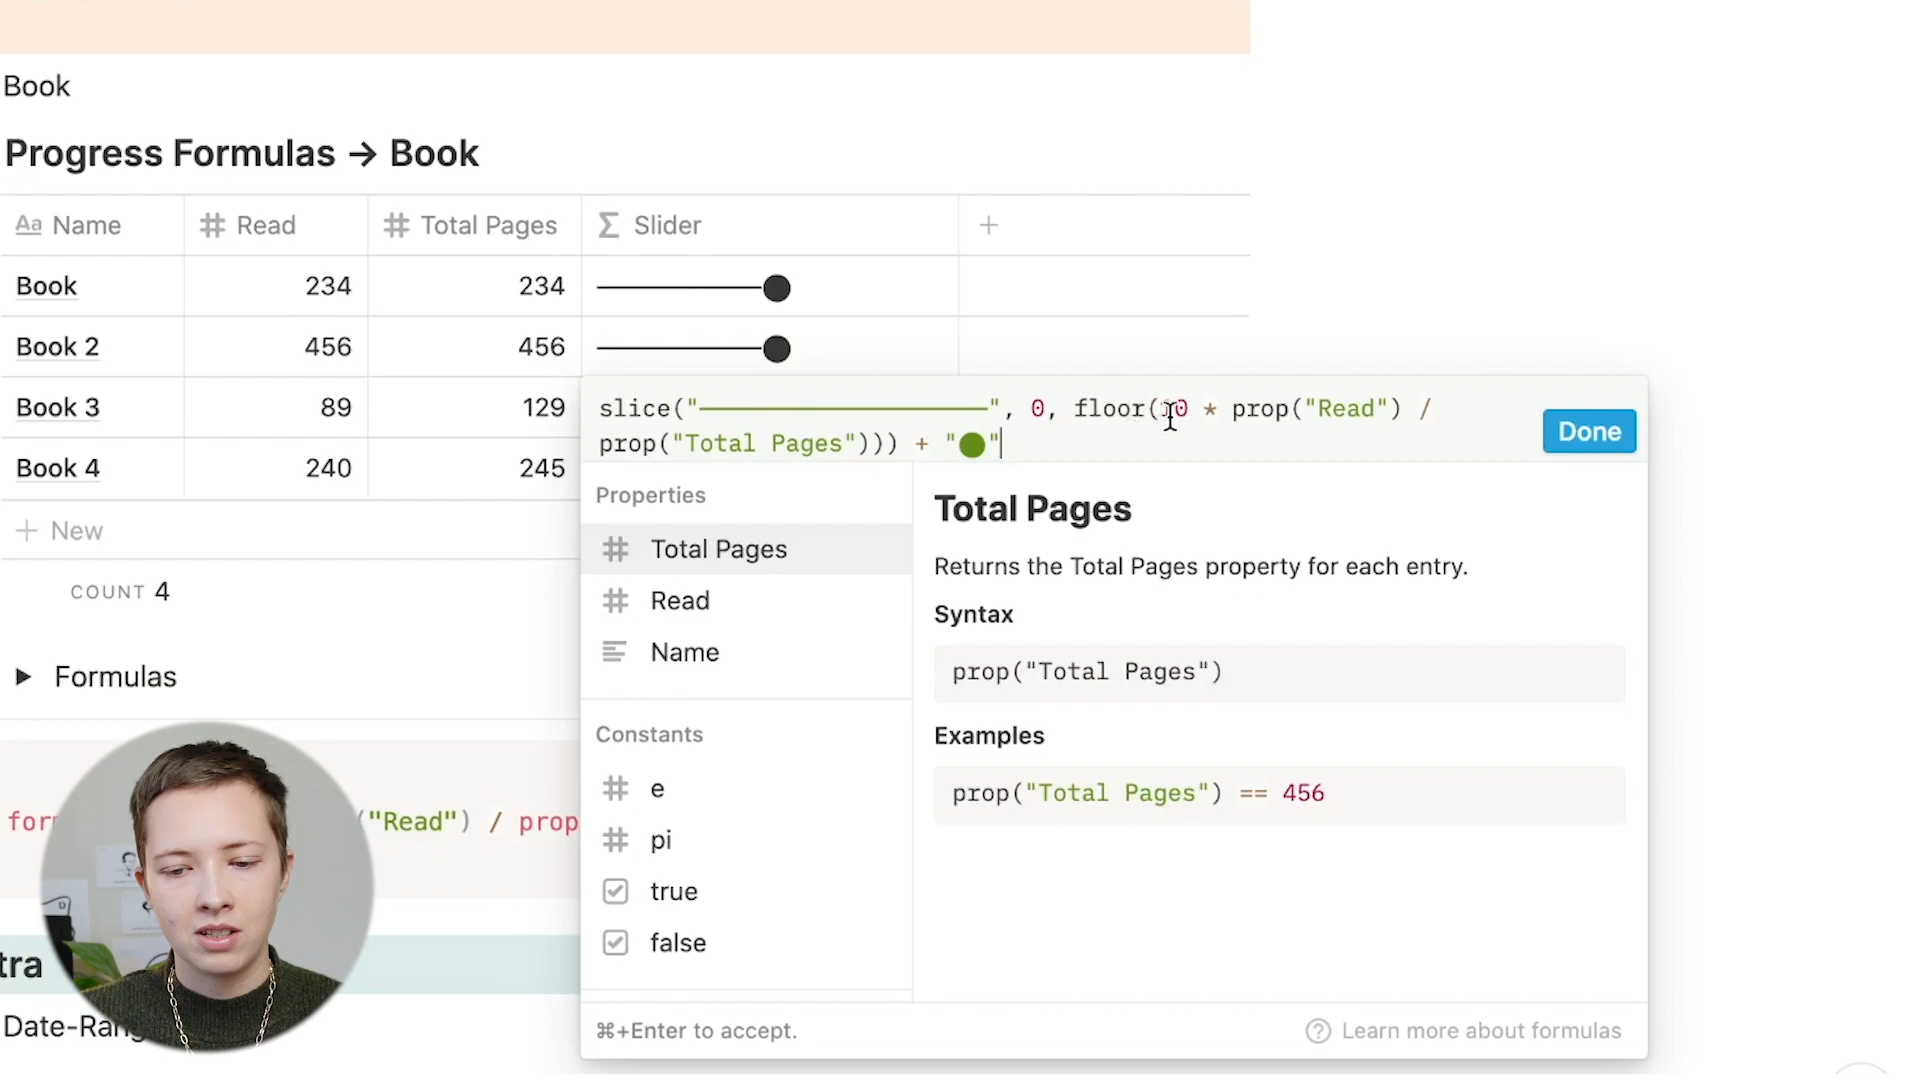 Book
Progress Formulas → Book
Aa Name # Read # Total Pages Σ Slider +
Book 234 234
Book 2 456 456
Book 3 89 129
Book 4 240 245
+ New
COUNT 4
Formulas
slice("————————————————————", 0, floor(10 * prop("Read") /
prop("Total Pages"))) + "⬤"
Done
Properties
Total Pages
Read
Name
Constants
e
pi
true
false
Total Pages
Returns the Total Pages property for each entry.
Syntax
prop("Total Pages")
Examples
prop("Total Pages") == 456
("Read") / prop
tra
⌘+Enter to accept.
? Learn more about formulas